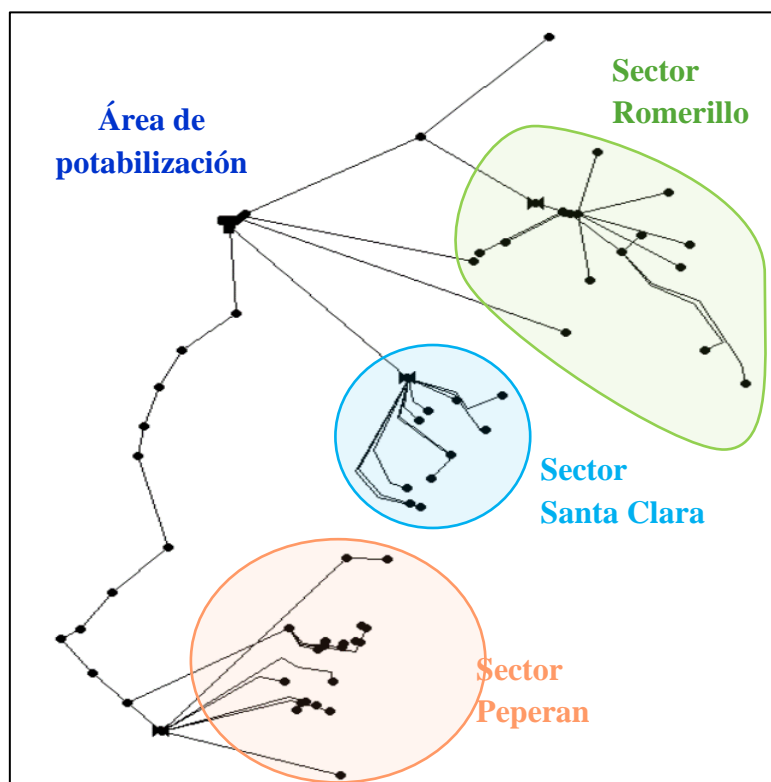 Sector
Romerillo
Área de
potabilización
Sector
Santa Clara
Sector
Peperan